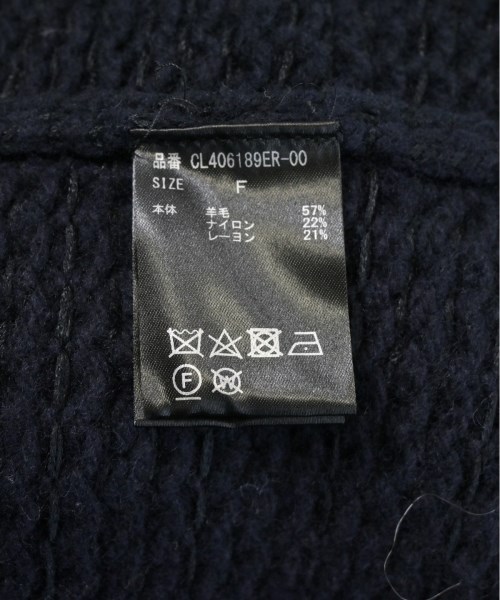 品番 CL406189ER-00
SIZE F
本体 羊毛 57%
ナイロン 22%
レーヨン 21%
F W